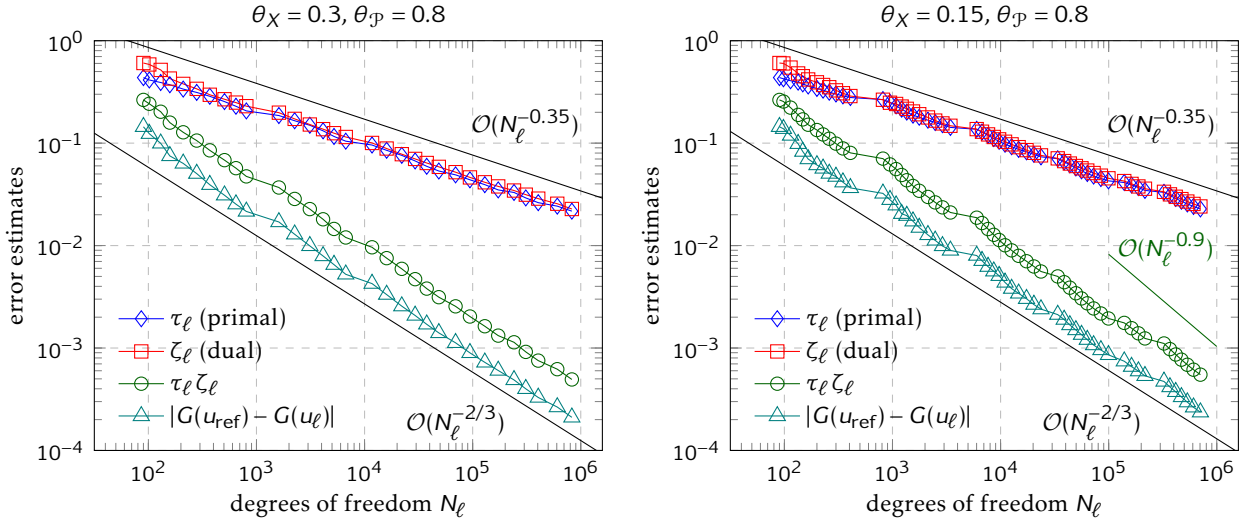 θ_X = 0.3, θ_𝒫 = 0.8
error estimates
10^0
10^−1
10^−2
10^−3
10^−4
𝒪(N_ℓ^−0.35)
τ_ℓ (primal)
ζ_ℓ (dual)
τ_ℓ ζ_ℓ
|G(u_ref) − G(u_ℓ)|
𝒪(N_ℓ^−2/3)
10^2 10^3 10^4 10^5 10^6
degrees of freedom N_ℓ
θ_X = 0.15, θ_𝒫 = 0.8
error estimates
10^0
10^−1
10^−2
10^−3
10^−4
𝒪(N_ℓ^−0.35)
𝒪(N_ℓ^−0.9)
τ_ℓ (primal)
ζ_ℓ (dual)
τ_ℓ ζ_ℓ
|G(u_ref) − G(u_ℓ)|
𝒪(N_ℓ^−2/3)
10^2 10^3 10^4 10^5 10^6
degrees of freedom N_ℓ